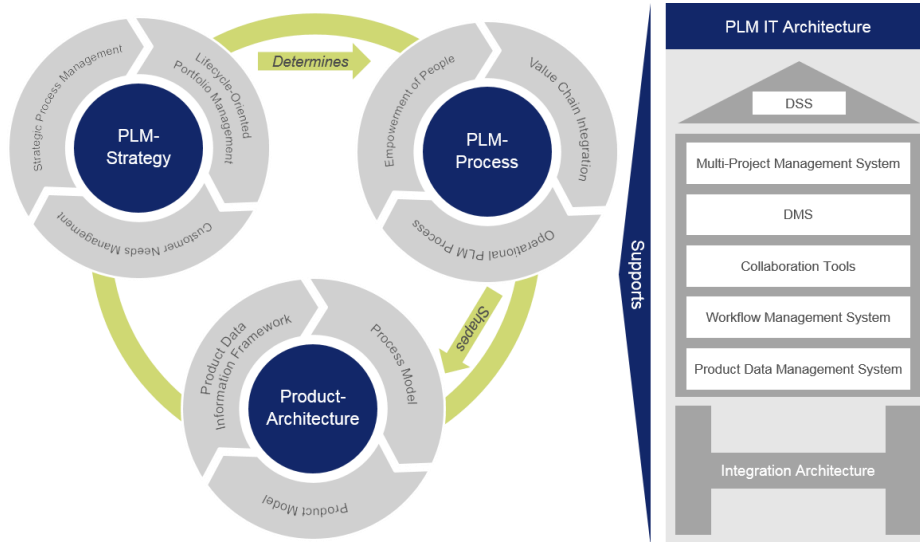 Strategic Process Management
Lifecycle-Oriented
Portfolio Management
Customer Needs Management
PLM-
Strategy
Determines
Empowerment of People
Value Chain Integration
Operational PLM Process
PLM-
Process
Shapes
Product Data
Information Framework
Process Model
Product Model
Product-
Architecture
Supports
PLM IT Architecture
DSS
Multi-Project Management System
DMS
Collaboration Tools
Workflow Management System
Product Data Management System
Integration Architecture